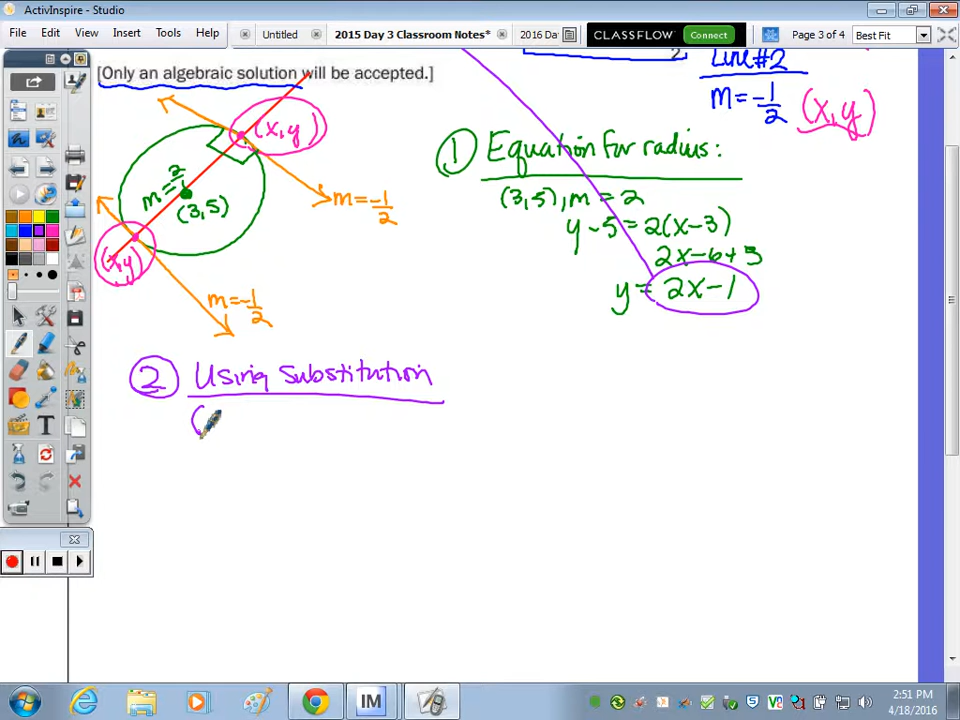 ActivInspire - Studio
File Edit View Insert Tools Help
Untitled
2015 Day 3 Classroom Notes*
2016 Da
CLASSFLOW Connect
Page 3 of 4
Best Fit
[Only an algebraic solution will be accepted.]
2
Line #2
m = -1/2
(x,y)
(x,y)
m = 2/1
(3,5)
m = -1/2
(x,y)
m = -1/2
① Equation for radius:
(3,5), m = 2
y - 5 = 2(x-3)
2x-6+5
y = 2x-1
② Using Substitution
(
T
IM
2:51 PM
4/18/2016